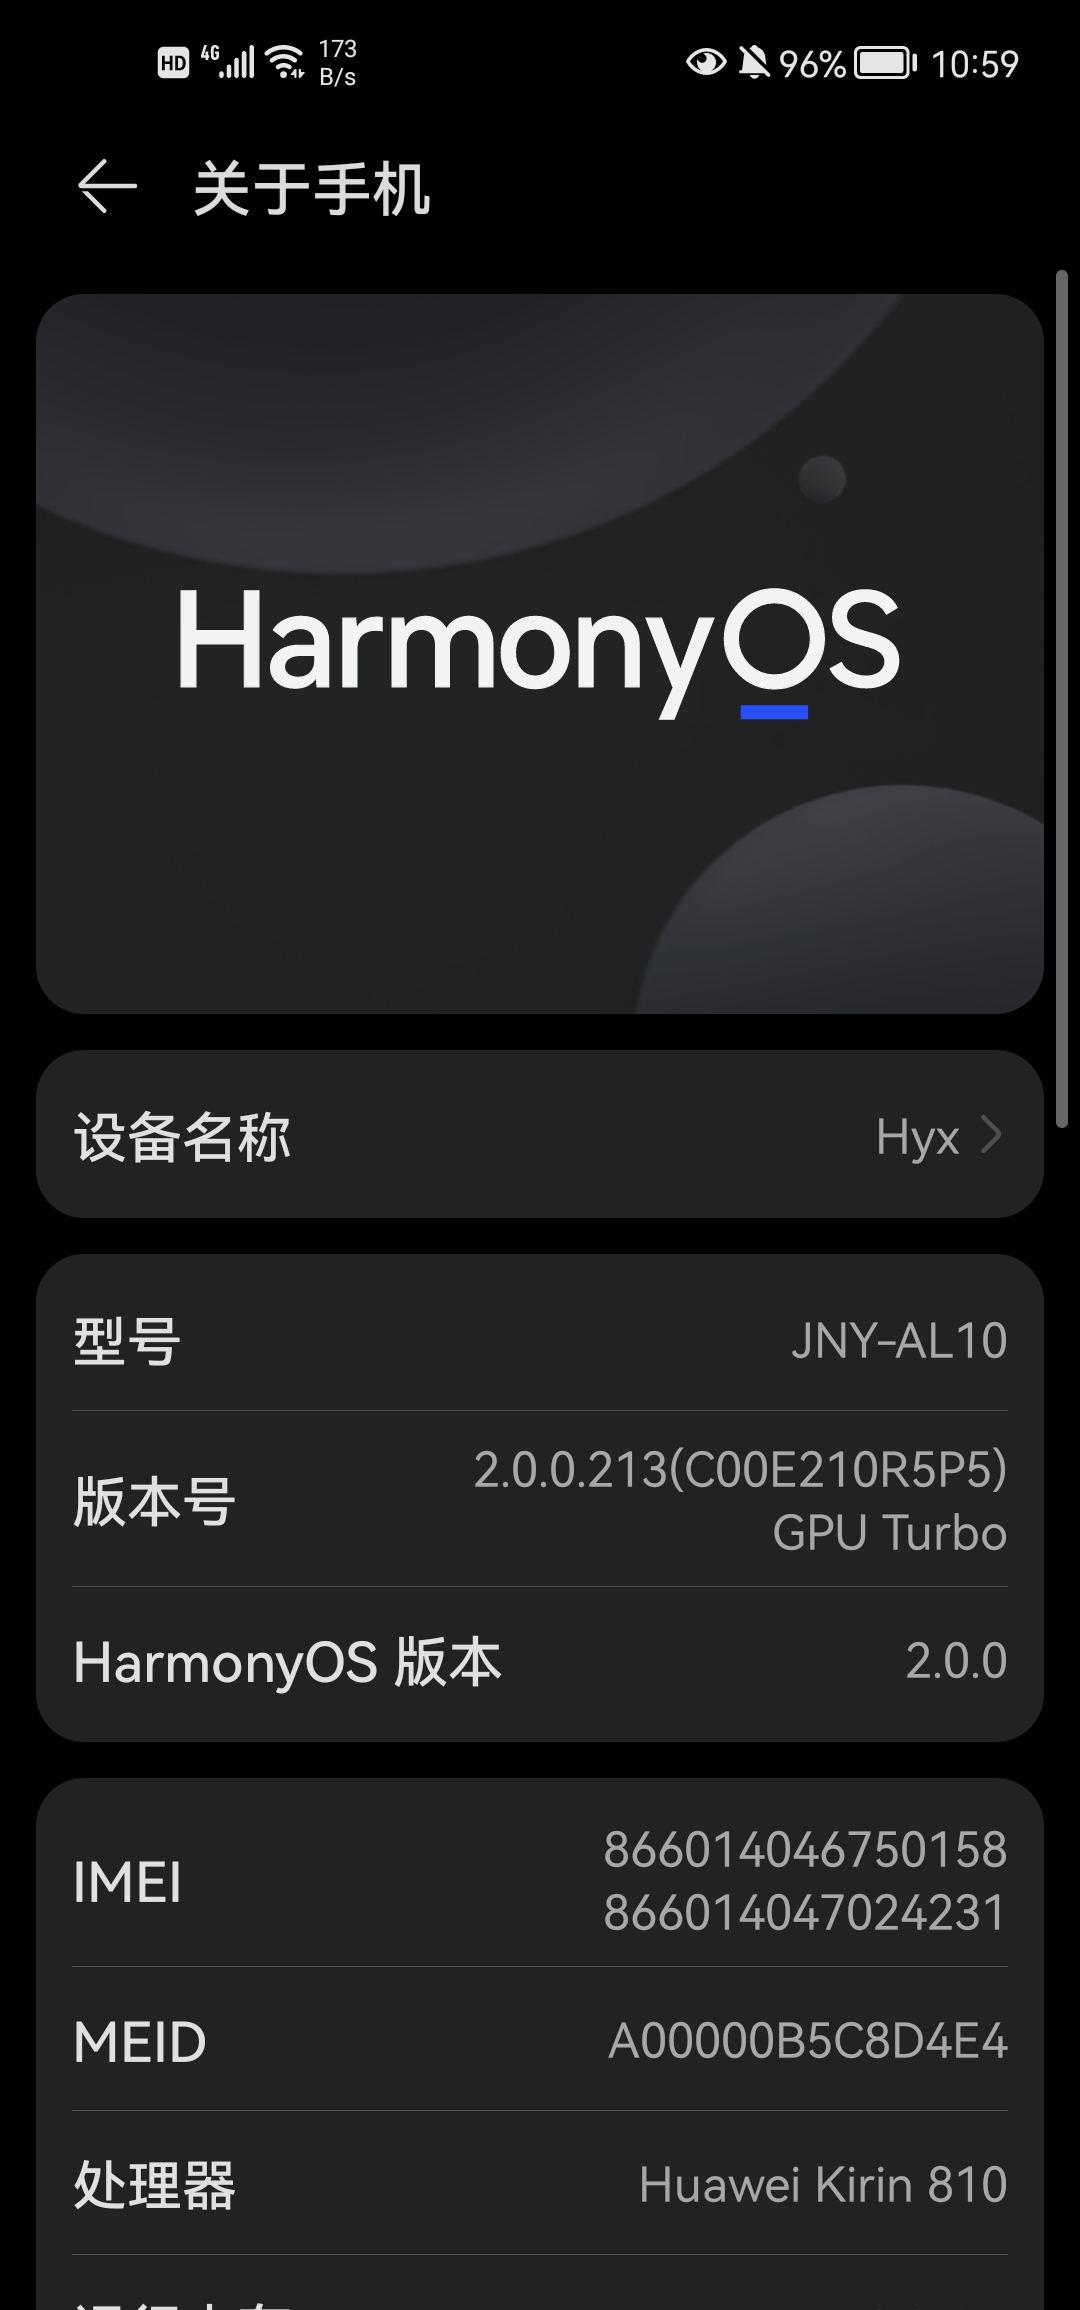 HD 4G 173 B/s 96% 10:59
关于手机
HarmonyOS
设备名称 Hyx
型号 JNY-AL10
版本号 2.0.0.213(C00E210R5P5)
GPU Turbo
HarmonyOS 版本 2.0.0
IMEI 866014046750158
866014047024231
MEID A00000B5C8D4E4
处理器 Huawei Kirin 810